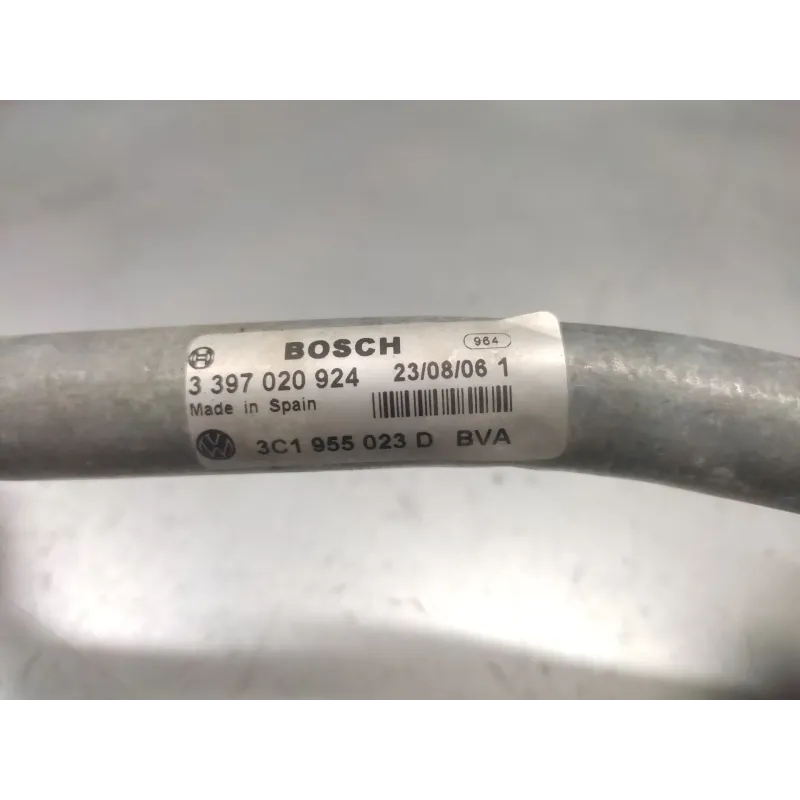 BOSCH
964
3 397 020 924 23/08/06 1
Made in Spain
3C1 955 023 D BVA